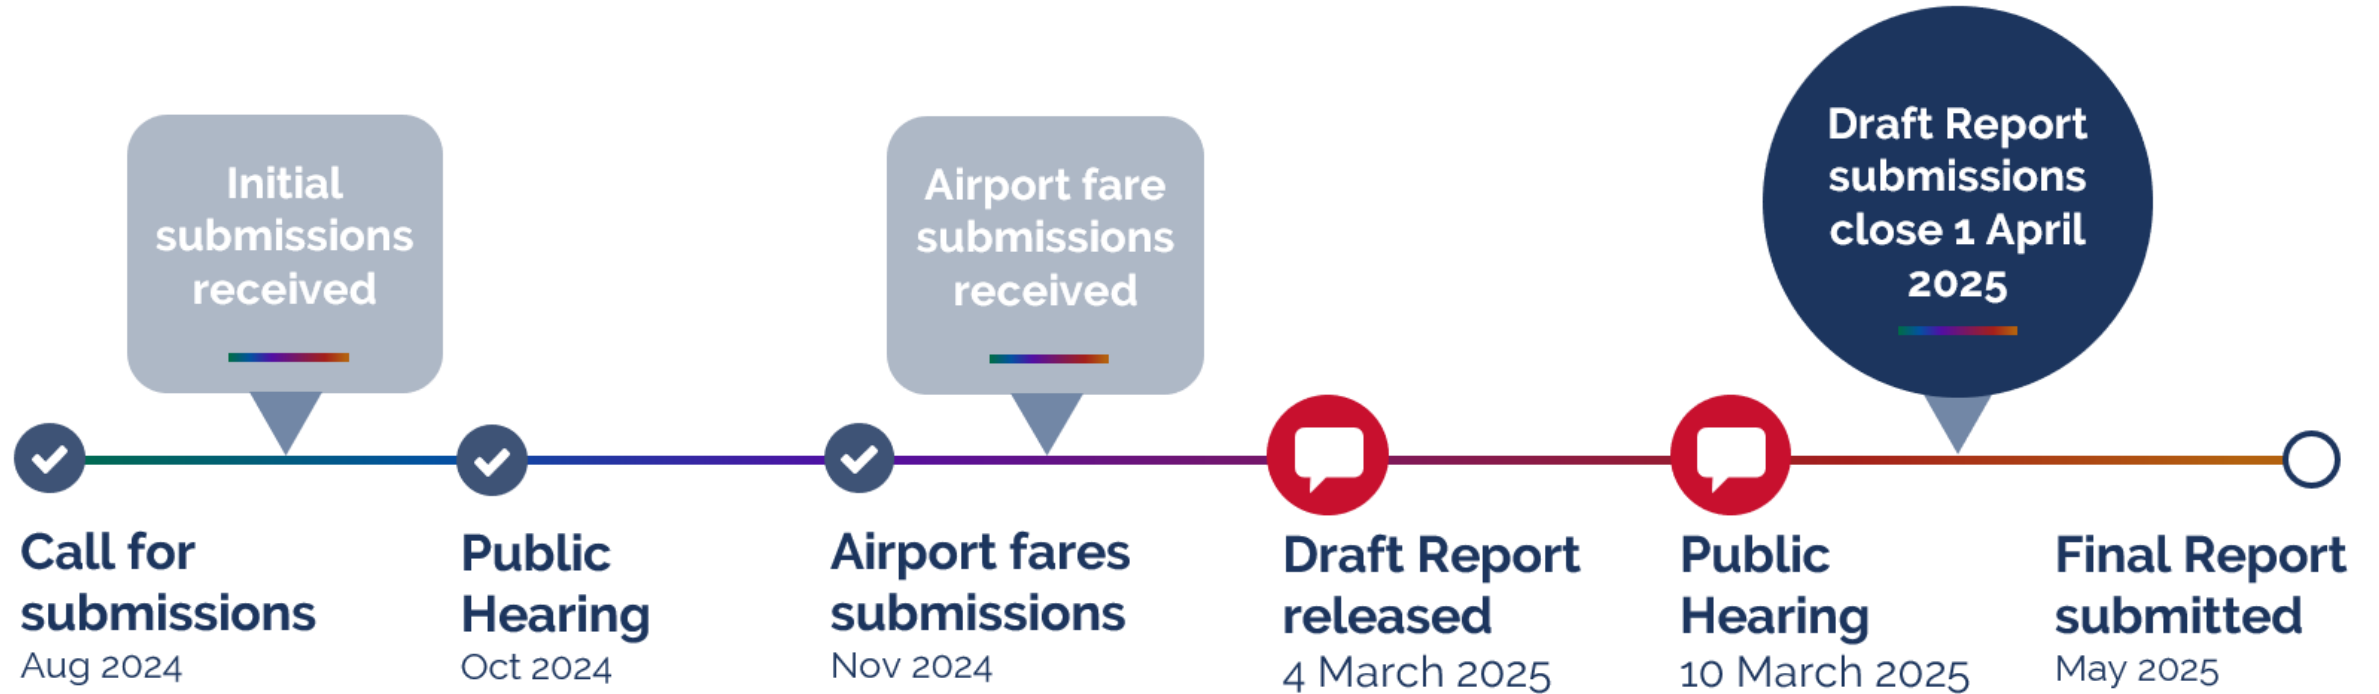 Initial
submissions
received
Airport fare
submissions
received
Draft Report
submissions
close 1 April
2025
Call for
submissions
Aug 2024
Public
Hearing
Oct 2024
Airport fares
submissions
Nov 2024
Draft Report
released
4 March 2025
Public
Hearing
10 March 2025
Final Report
submitted
May 2025